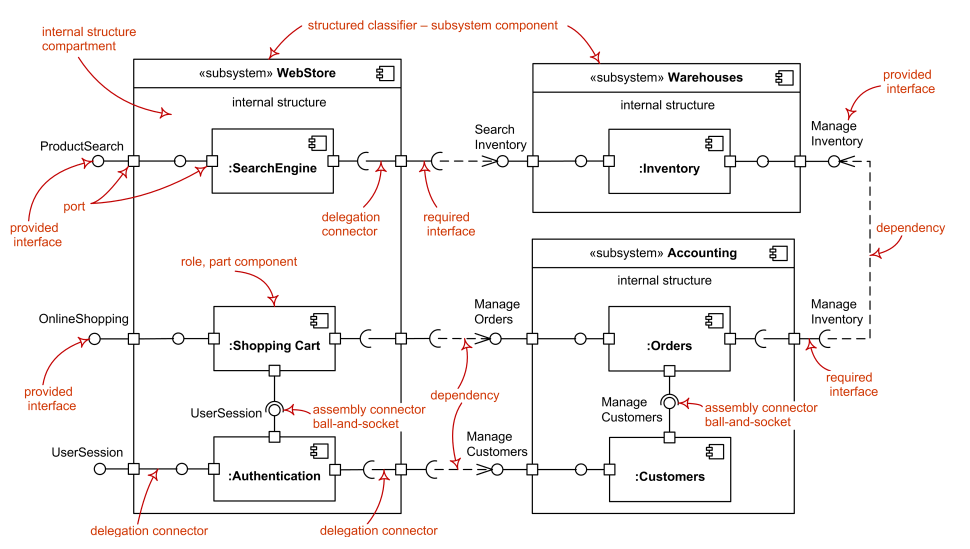 structured classifier – subsystem component
internal structure
compartment
«subsystem» WebStore
internal structure
«subsystem» Warehouses
internal structure
provided
interface
ProductSearch
:SearchEngine
Search
Inventory
:Inventory
Manage
Inventory
port
provided
interface
delegation
connector
required
interface
dependency
role, part component
«subsystem» Accounting
internal structure
OnlineShopping
:Shopping Cart
Manage
Orders
:Orders
Manage
Inventory
provided
interface
dependency
required
interface
UserSession
assembly connector
ball-and-socket
Manage
Customers
assembly connector
ball-and-socket
UserSession
:Authentication
Manage
Customers
:Customers
delegation connector
delegation connector